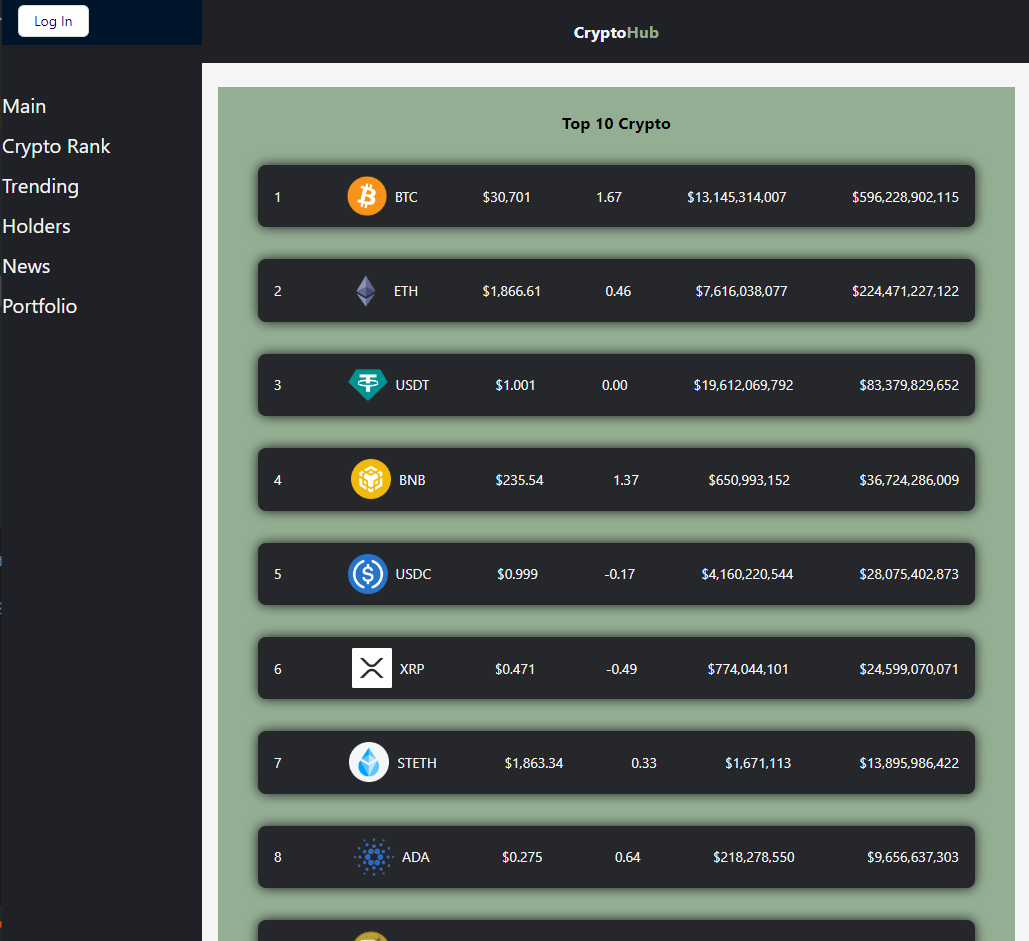 Log In
CryptoHub
Main
Crypto Rank
Trending
Holders
News
Portfolio
Top 10 Crypto
1 BTC $30,701 1.67 $13,145,314,007 $596,228,902,115
2 ETH $1,866.61 0.46 $7,616,038,077 $224,471,227,122
3 USDT $1.001 0.00 $19,612,069,792 $83,379,829,652
4 BNB $235.54 1.37 $650,993,152 $36,724,286,009
5 USDC $0.999 -0.17 $4,160,220,544 $28,075,402,873
6 XRP $0.471 -0.49 $774,044,101 $24,599,070,071
7 STETH $1,863.34 0.33 $1,671,113 $13,895,986,422
8 ADA $0.275 0.64 $218,278,550 $9,656,637,303